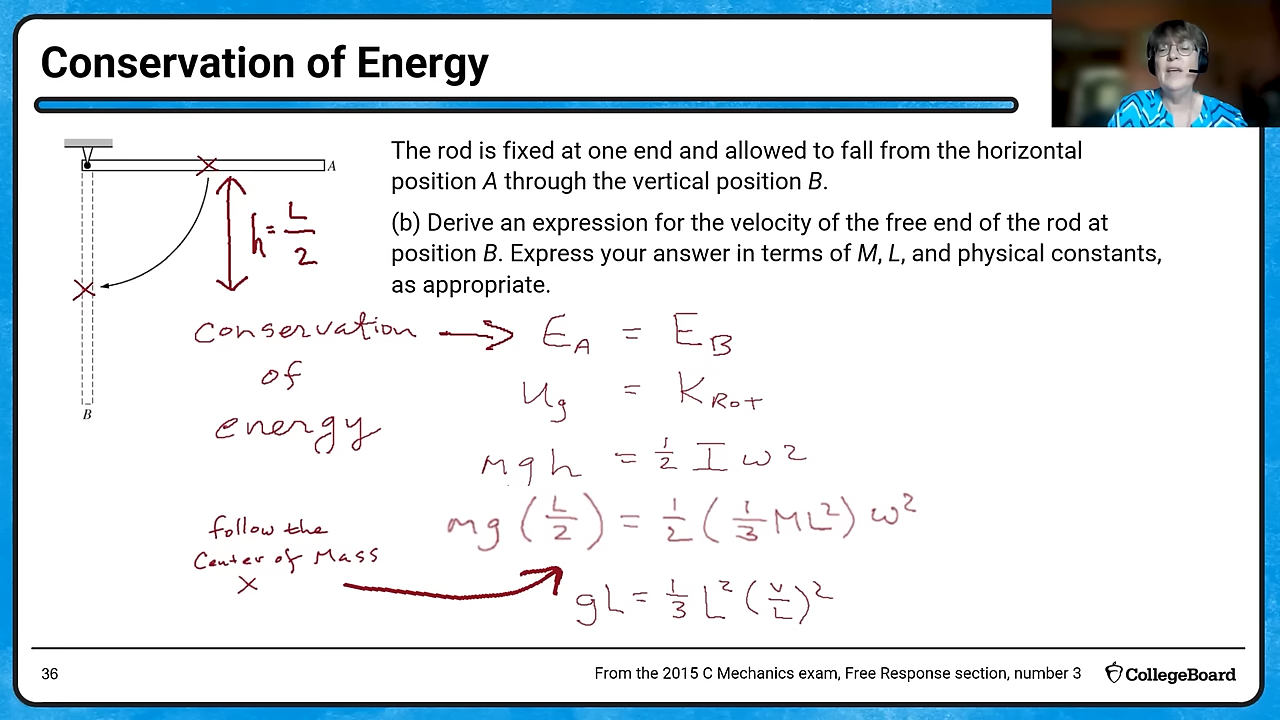 Conservation of Energy
A
h = L/2
B
The rod is fixed at one end and allowed to fall from the horizontal
position A through the vertical position B.
(b) Derive an expression for the velocity of the free end of the rod at
position B. Express your answer in terms of M, L, and physical constants,
as appropriate.
conservation → E_A = E_B
of
energy
U_g = K_Rot
mgh = 1/2 I ω²
mg (L/2) = 1/2 (1/3 ML²) ω²
follow the
Center of Mass
X
gL = 1/3 L² (v/L)²
36
From the 2015 C Mechanics exam, Free Response section, number 3
CollegeBoard